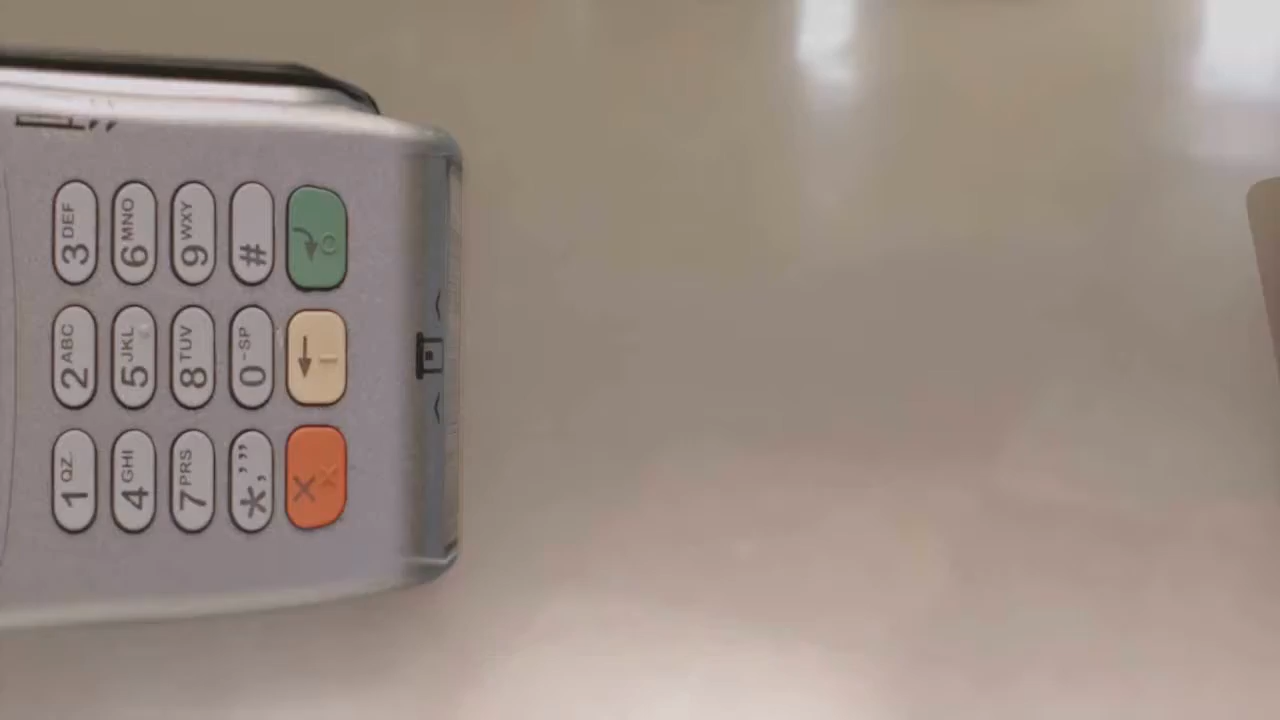 1 QZ 2 ABC 3 DEF
4 GHI 5 JKL 6 MNO
7 PRS 8 TUV 9 WXY
*,'" 0 -SP #
X